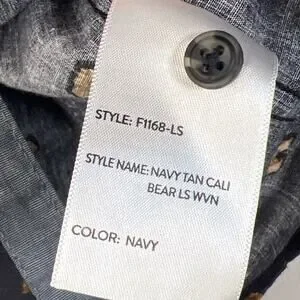 STYLE: F1168-LS
STYLE NAME: NAVY TAN CALI
BEAR LS WVN
COLOR: NAVY